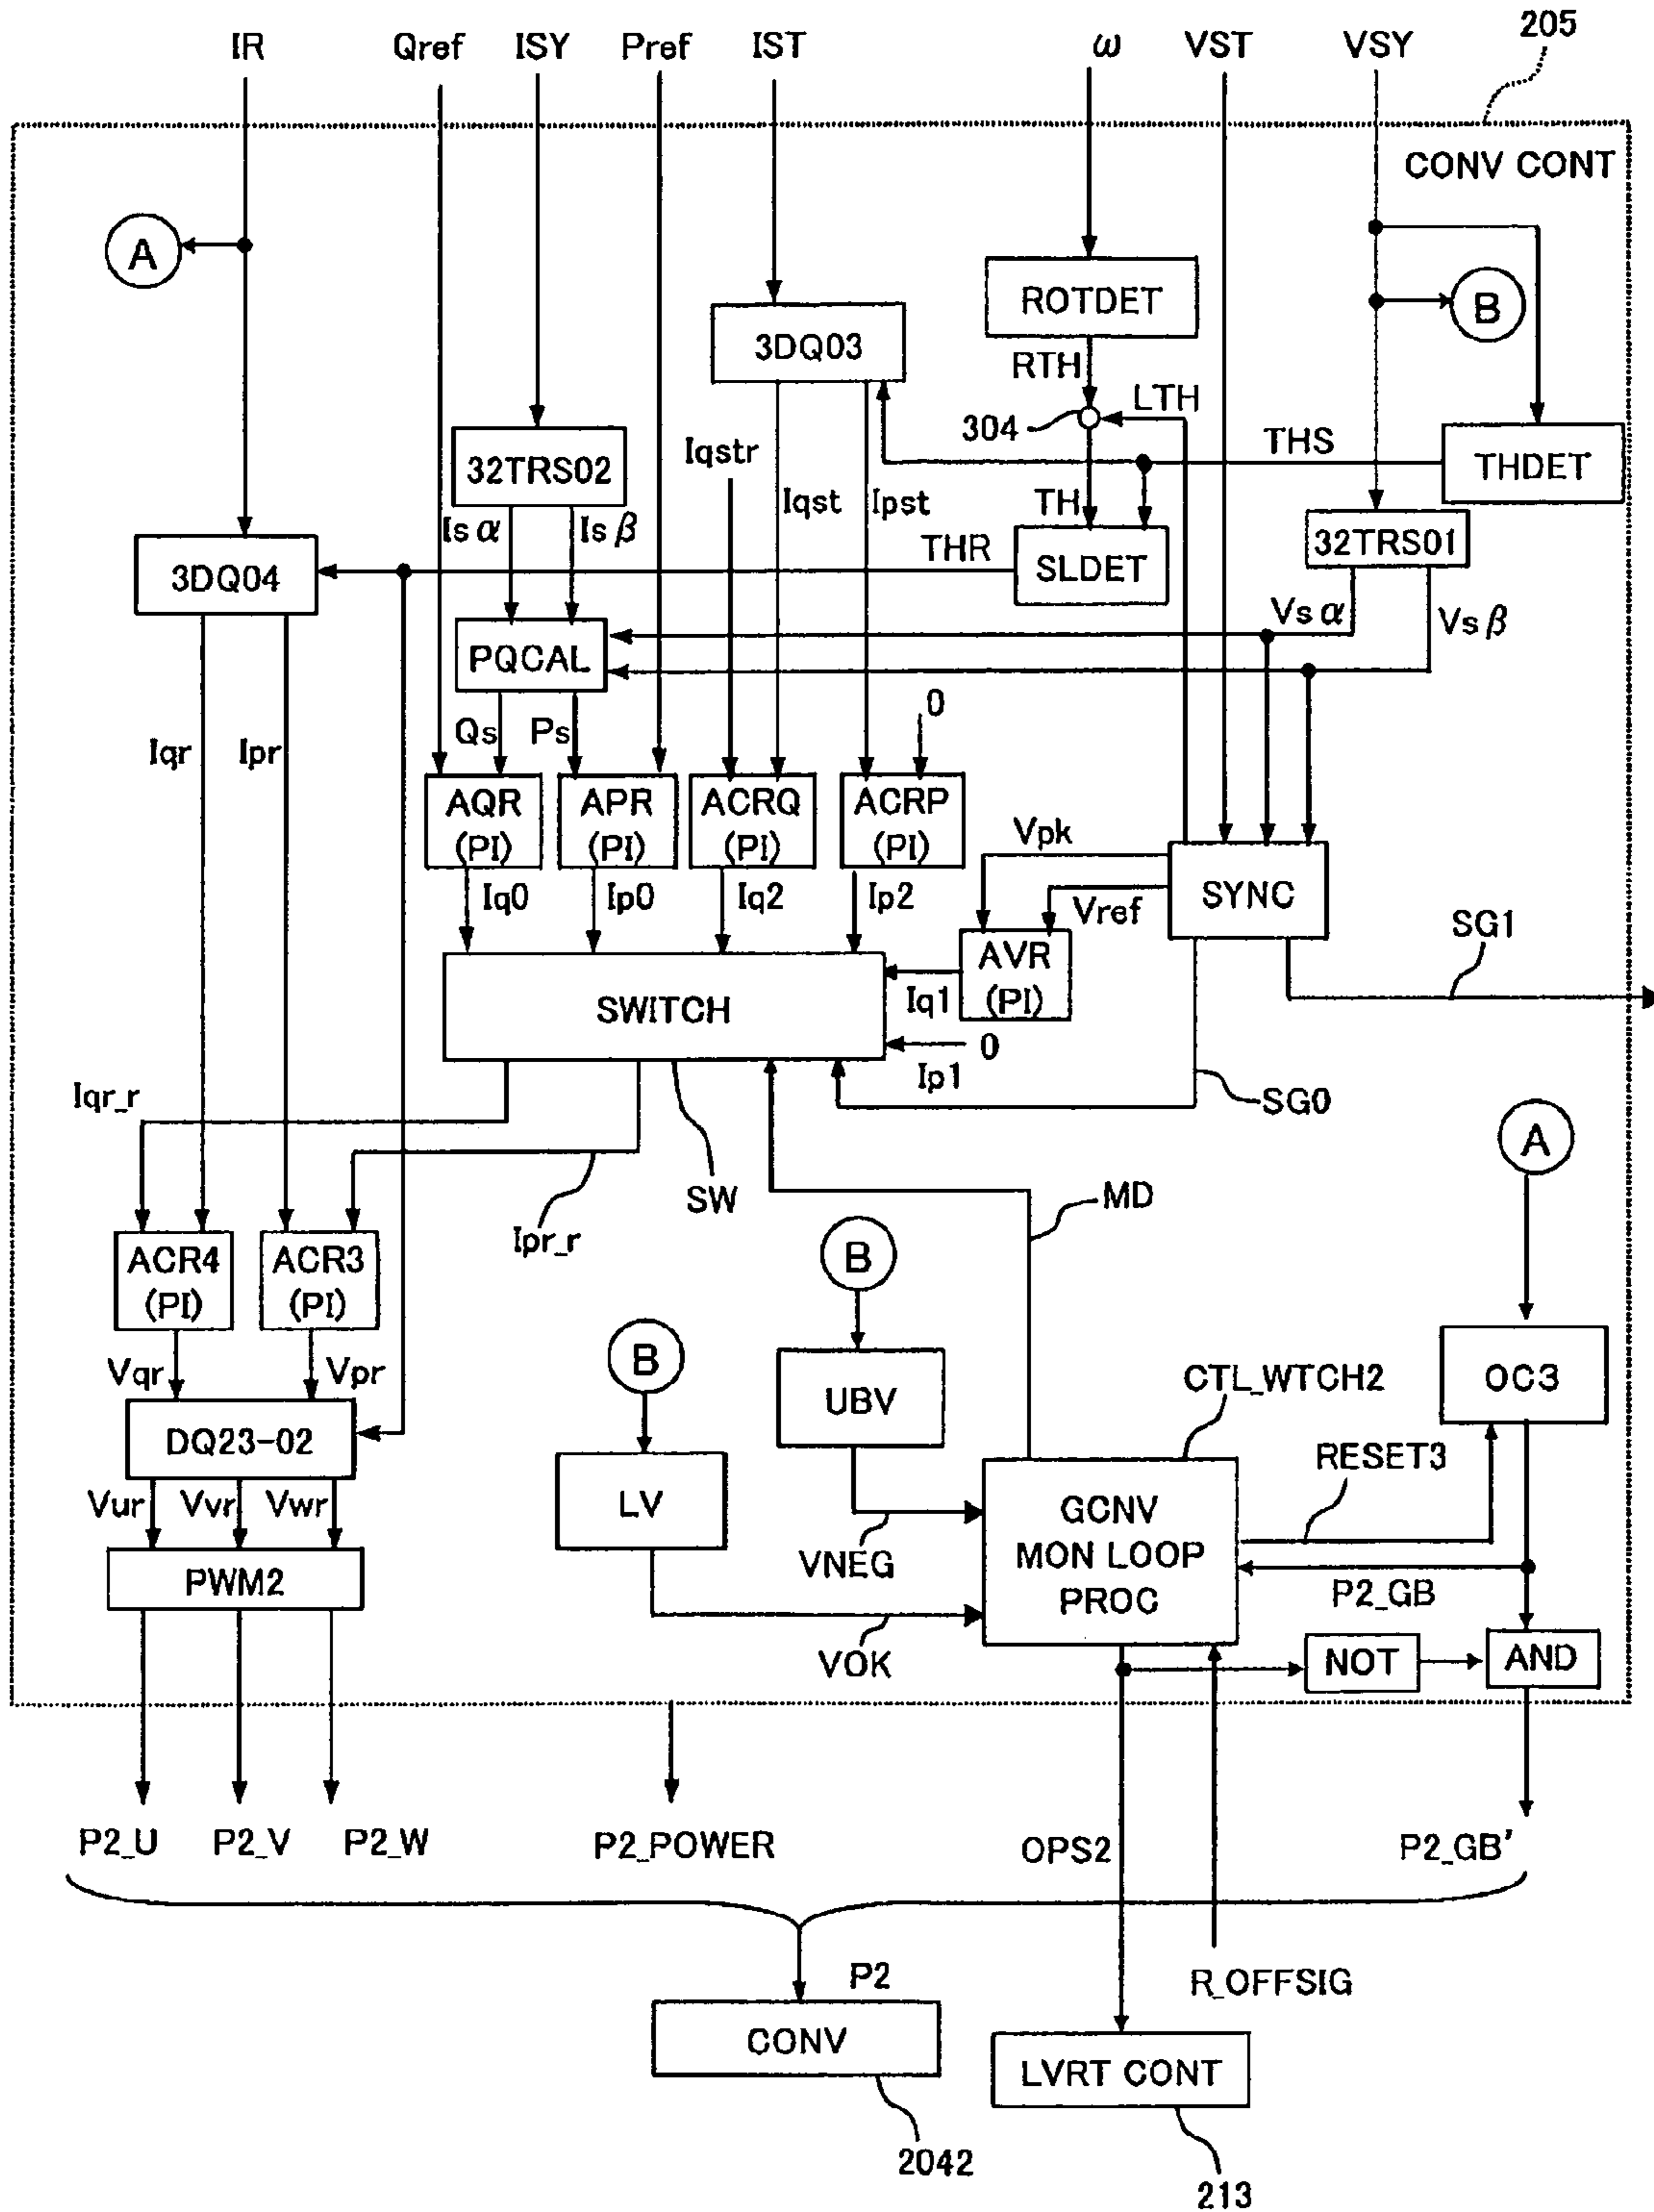 205
IR
Qref
ISY
Pref
IST
ω
VST
VSY
CONV CONT
A
ROTDET
B
3DQ03
RTH
LTH
304
THS
THDET
32TRS02
Iqstr
Iqst
Ipst
TH
Is α
Is β
THR
SLDET
32TRS01
3DQ04
Vs α
Vs β
PQCAL
Iqr
Ipr
Qs
Ps
0
AQR
(PI)
APR
(PI)
ACRQ
(PI)
ACRP
(PI)
Vpk
Iq0
Ip0
Iq2
Ip2
Vref
SYNC
SG1
AVR
(PI)
SWITCH
Iq1
0
Ip1
Iqr_r
SG0
A
SW
MD
Ipr_r
B
ACR4
(PI)
ACR3
(PI)
B
Vqr
Vpr
UBV
CTL_WTCH2
OC3
DQ23-02
RESET3
Vur
Vvr
Vwr
LV
GCNV
MON LOOP
PROC
VNEG
PWM2
P2_GB
VOK
NOT
AND
P2_U
P2_V
P2_W
P2_POWER
OPS2
P2_GB'
P2
R_OFFSIG
CONV
LVRT CONT
2042
213